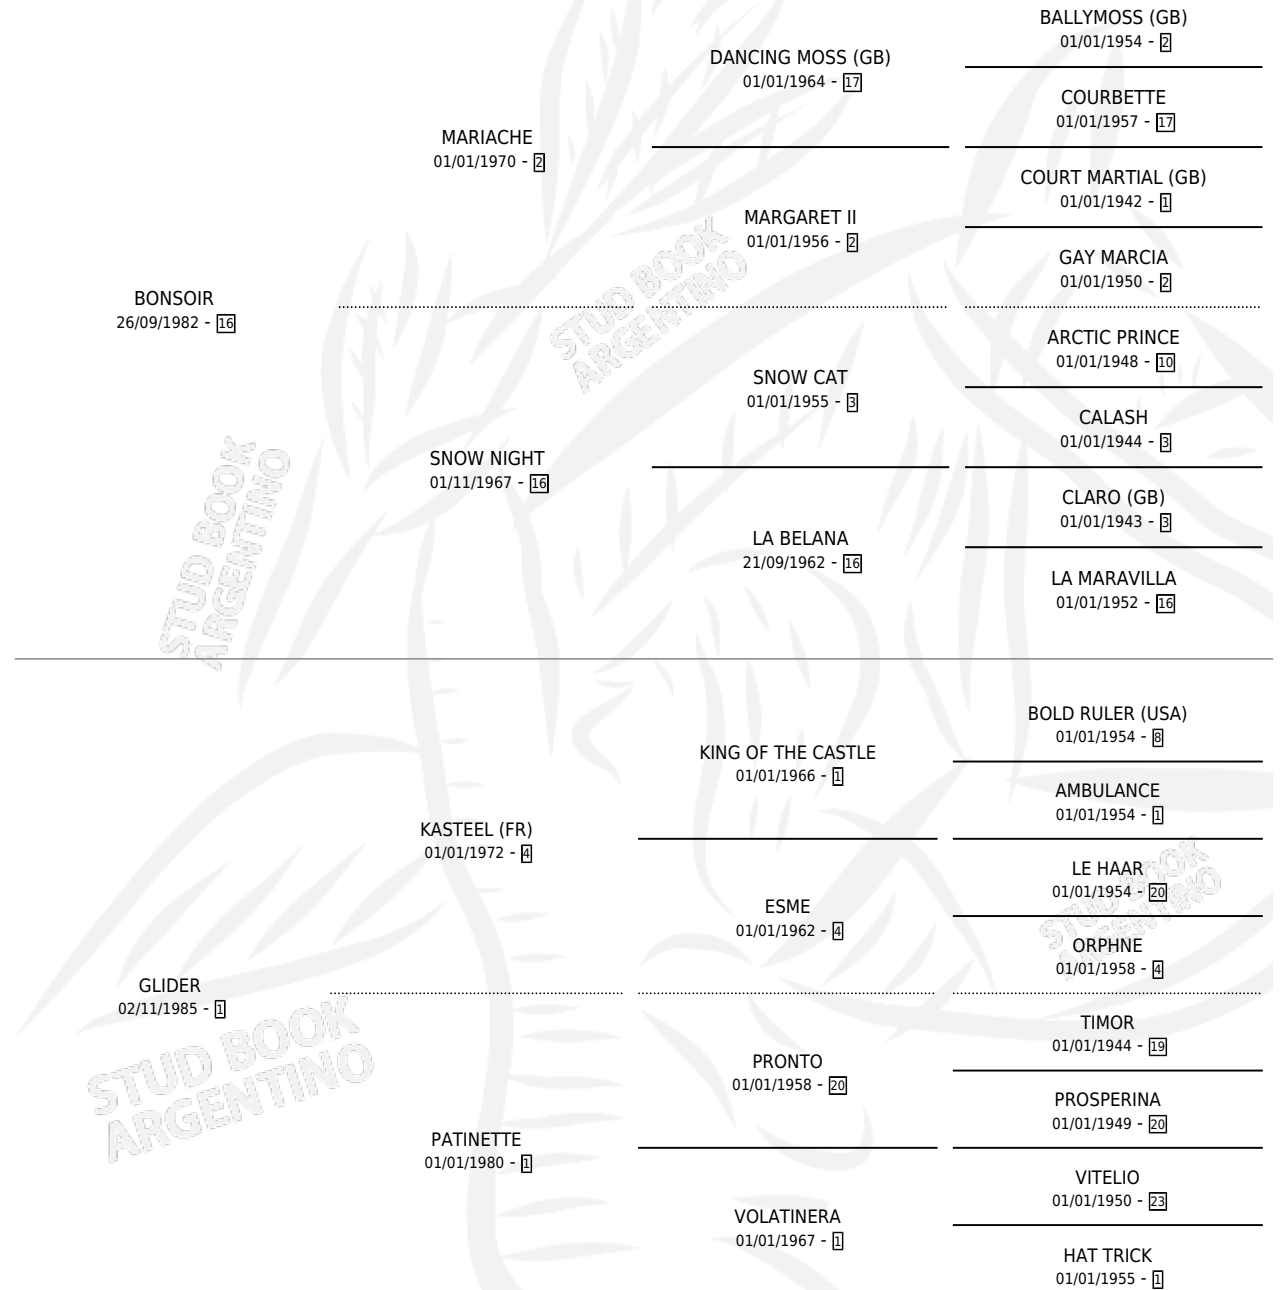 BALLYMOSS (GB)
01/01/1954 - 2
DANCING MOSS (GB)
01/01/1964 - 17
COURBETTE
01/01/1957 - 17
MARIACHE
01/01/1970 - 2
COURT MARTIAL (GB)
01/01/1942 - 1
MARGARET II
01/01/1956 - 2
GAY MARCIA
01/01/1950 - 2
BONSOIR
26/09/1982 - 16
ARCTIC PRINCE
01/01/1948 - 10
SNOW CAT
01/01/1955 - 3
CALASH
01/01/1944 - 3
SNOW NIGHT
01/11/1967 - 16
CLARO (GB)
01/01/1943 - 3
LA BELANA
21/09/1962 - 16
LA MARAVILLA
01/01/1952 - 16
BOLD RULER (USA)
01/01/1954 - 8
KING OF THE CASTLE
01/01/1966 - 1
AMBULANCE
01/01/1954 - 1
KASTEEL (FR)
01/01/1972 - 4
LE HAAR
01/01/1954 - 20
ESME
01/01/1962 - 4
ORPHNE
01/01/1958 - 4
GLIDER
02/11/1985 - 1
TIMOR
01/01/1944 - 19
PRONTO
01/01/1958 - 20
PROSPERINA
01/01/1949 - 20
PATINETTE
01/01/1980 - 1
VITELIO
01/01/1950 - 23
VOLATINERA
01/01/1967 - 1
HAT TRICK
01/01/1955 - 1
STUD BOOK
ARGENTINO
STUD BOOK
ARGENTINO
STUD BOOK
ARGENTINO
STUD BOOK
ARGENTINO